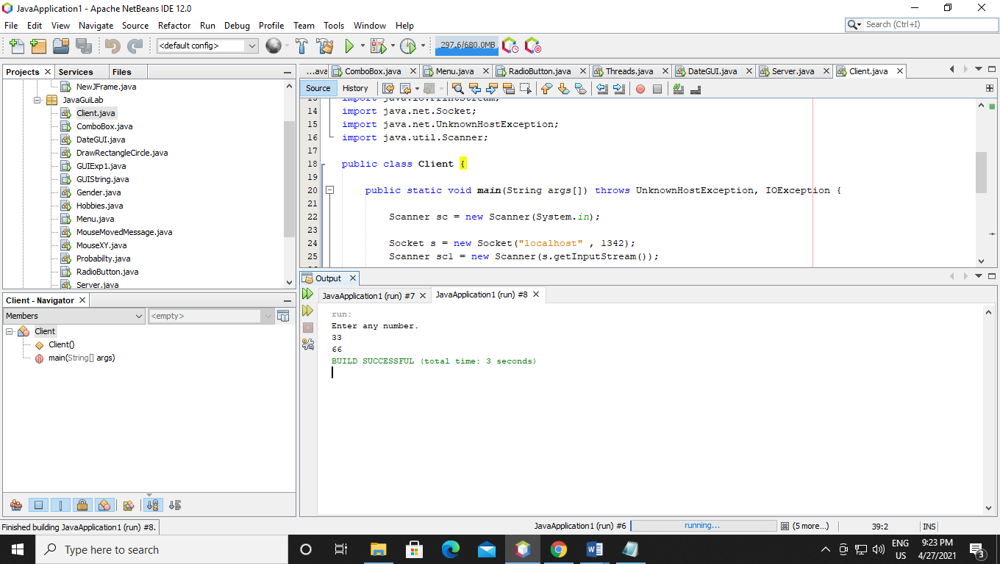 JavaApplication1 - Apache NetBeans IDE 12.0
File Edit View Navigate Source Refactor Run Debug Profile Team Tools Window Help
Search (Ctrl+I)
<default config>
297.6/680.0MB
Projects Services Files
NewJFrame.java
JavaGuiLab
Client.java
ComboBox.java
DateGUI.java
DrawRectangleCircle.java
GUIExp1.java
GUIString.java
Gender.java
Hobbies.java
Menu.java
MouseMovedMessage.java
MouseXY.java
Probabilty.java
RadioButton.java
Server.java
Client - Navigator
Members
<empty>
Client
Client()
main(String[] args)
...ava ComboBox.java Menu.java RadioButton.java Threads.java DateGUI.java Server.java Client.java
Source History
13 import java.io.PrintStream;
14 import java.net.Socket;
15 import java.net.UnknownHostException;
16 import java.util.Scanner;
17
18 public class Client {
19
20 public static void main(String args[]) throws UnknownHostException, IOException {
21
22 Scanner sc = new Scanner(System.in);
23
24 Socket s = new Socket("localhost" , 1342);
25 Scanner sc1 = new Scanner(s.getInputStream());
Output
JavaApplication1 (run) #7 JavaApplication1 (run) #8
run:
Enter any number.
33
66
BUILD SUCCESSFUL (total time: 3 seconds)
Finished building JavaApplication1 (run) #8.
JavaApplication1 (run) #6 running... (5 more...) 39:2 INS
Type here to search
ENG
US
9:23 PM
4/27/2021
3